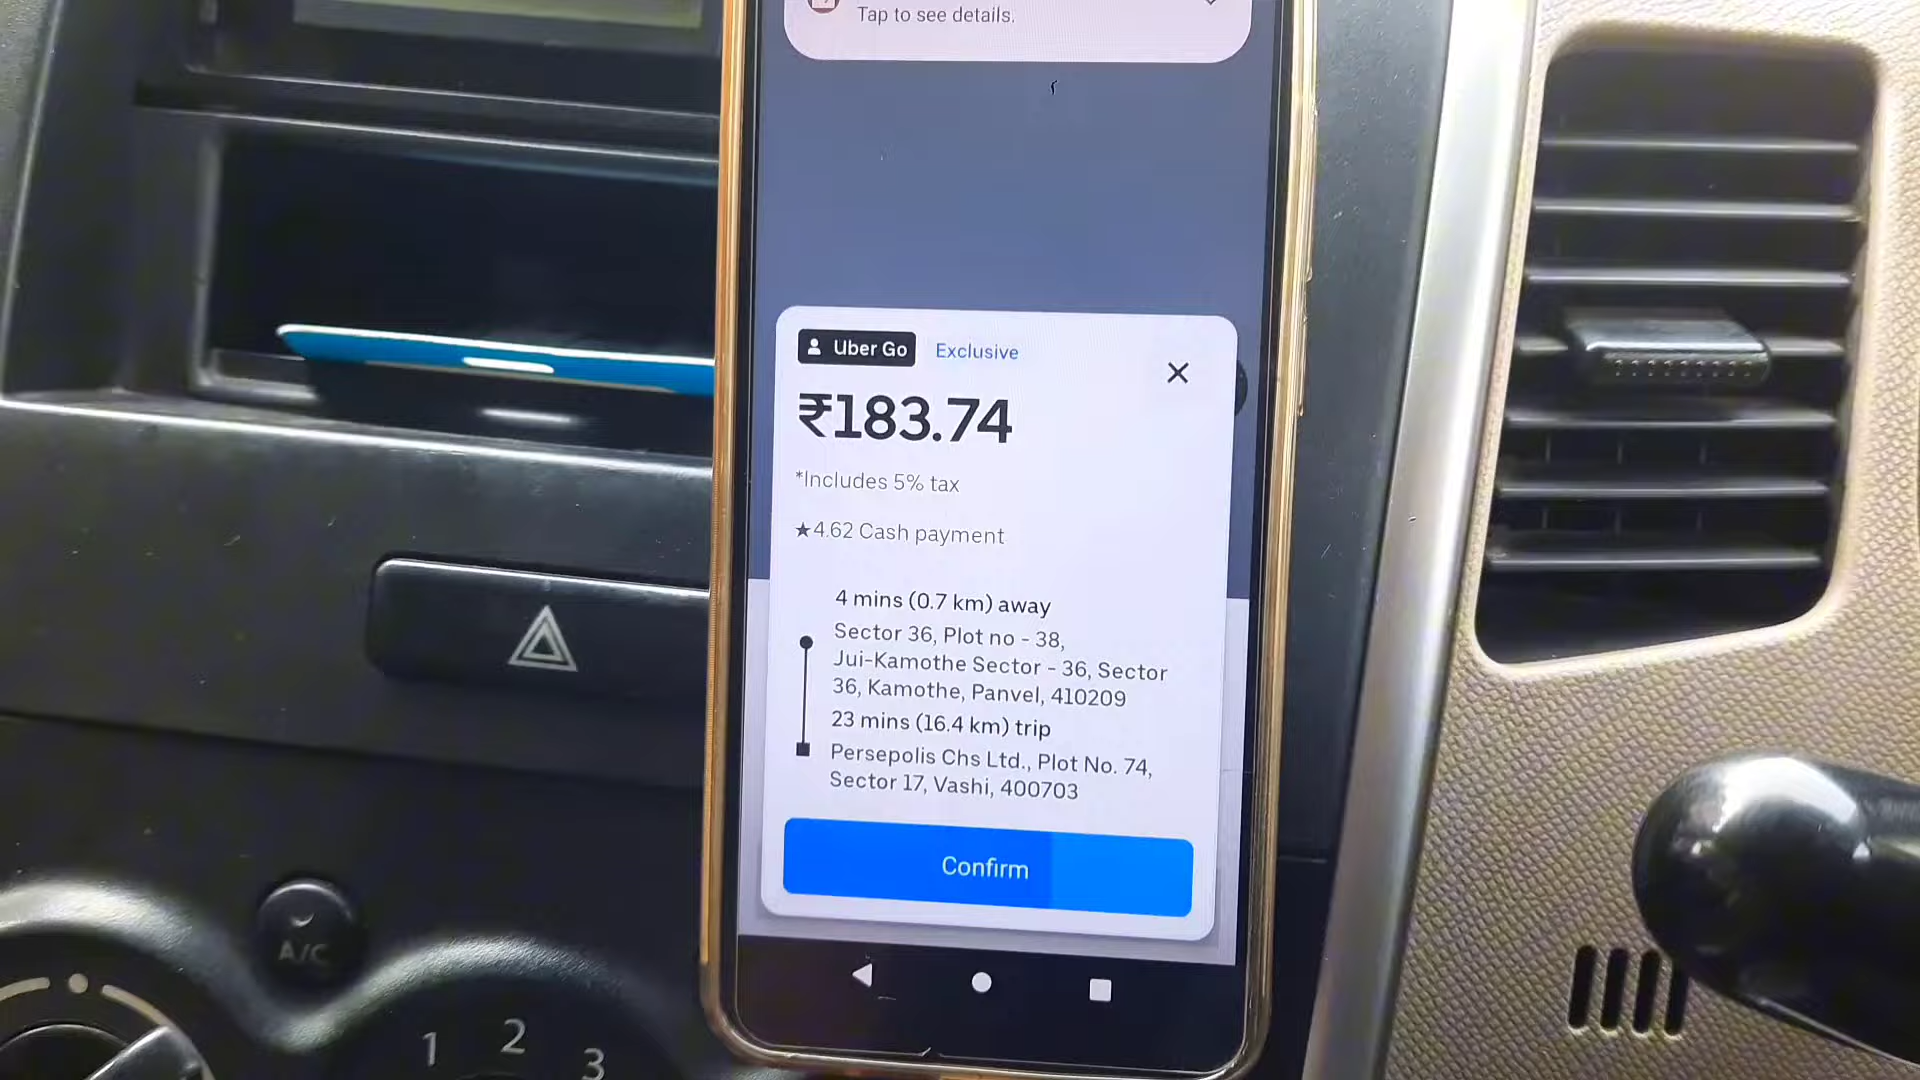 Tap to see details.
Uber Go Exclusive
₹183.74
*Includes 5% tax
★4.62 Cash payment
4 mins (0.7 km) away
Sector 36, Plot no - 38,
Jui-Kamothe Sector - 36, Sector
36, Kamothe, Panvel, 410209
23 mins (16.4 km) trip
Persepolis Chs Ltd., Plot No. 74,
Sector 17, Vashi, 400703
Confirm
A/C
1 2 3